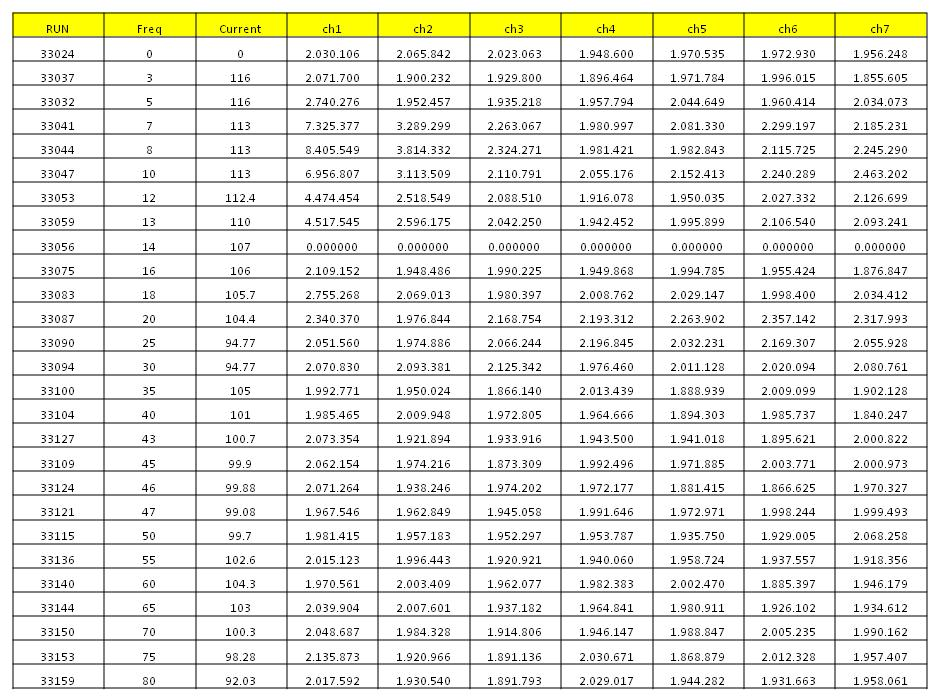 RUN Freq Current ch1 ch2 ch3 ch4 ch5 ch6 ch7
33024 0 0 2.030.106 2.065.842 2.023.063 1.948.600 1.970.535 1.972.930 1.956.248
33037 3 116 2.071.700 1.900.232 1.929.800 1.896.464 1.971.784 1.996.015 1.855.605
33032 5 116 2.740.276 1.952.457 1.935.218 1.957.794 2.044.649 1.960.414 2.034.073
33041 7 113 7.325.377 3.289.299 2.263.067 1.980.997 2.081.330 2.299.197 2.185.231
33044 8 113 8.405.549 3.814.332 2.324.271 1.981.421 1.982.843 2.115.725 2.245.290
33047 10 113 6.956.807 3.113.509 2.110.791 2.055.176 2.152.413 2.240.289 2.463.202
33053 12 112.4 4.474.454 2.518.549 2.088.510 1.916.078 1.950.035 2.027.332 2.126.699
33059 13 110 4.517.545 2.596.175 2.042.250 1.942.452 1.995.899 2.106.540 2.093.241
33056 14 107 0.000000 0.000000 0.000000 0.000000 0.000000 0.000000 0.000000
33075 16 106 2.109.152 1.948.486 1.990.225 1.949.868 1.994.785 1.955.424 1.876.847
33083 18 105.7 2.755.268 2.069.013 1.980.397 2.008.762 2.029.147 1.998.400 2.034.412
33087 20 104.4 2.340.370 1.976.844 2.168.754 2.193.312 2.263.902 2.357.142 2.317.993
33090 25 94.77 2.051.560 1.974.886 2.066.244 2.196.845 2.032.231 2.169.307 2.055.928
33094 30 94.77 2.070.830 2.093.381 2.125.342 1.976.460 2.011.128 2.020.094 2.080.761
33100 35 105 1.992.771 1.950.024 1.866.140 2.013.439 1.888.939 2.009.099 1.902.128
33104 40 101 1.985.465 2.009.948 1.972.805 1.964.666 1.894.303 1.985.737 1.840.247
33127 43 100.7 2.073.354 1.921.894 1.933.916 1.943.500 1.941.018 1.895.621 2.000.822
33109 45 99.9 2.062.154 1.974.216 1.873.309 1.992.496 1.971.885 2.003.771 2.000.973
33124 46 99.88 2.071.264 1.938.246 1.974.202 1.972.177 1.881.435 1.866.625 1.970.327
33121 47 99.08 1.967.546 1.962.849 1.945.058 1.991.646 1.972.971 1.998.244 1.999.493
33115 50 99.7 1.981.415 1.957.183 1.952.297 1.953.787 1.935.750 1.929.005 2.068.258
33136 55 102.6 2.015.123 1.996.443 1.920.921 1.940.060 1.958.724 1.937.557 1.918.356
33140 60 104.3 1.970.561 2.003.409 1.962.077 1.982.383 2.002.470 1.885.397 1.946.179
33144 65 103 2.039.904 2.007.601 1.937.182 1.964.841 1.980.911 1.926.102 1.934.612
33150 70 100.3 2.048.687 1.984.328 1.914.806 1.946.147 1.988.847 2.005.235 1.990.162
33153 75 98.28 2.135.873 1.920.966 1.891.136 2.030.671 1.868.879 2.012.328 1.957.407
33159 80 92.03 2.017.592 1.930.540 1.891.793 2.029.017 1.944.282 1.931.663 1.958.061